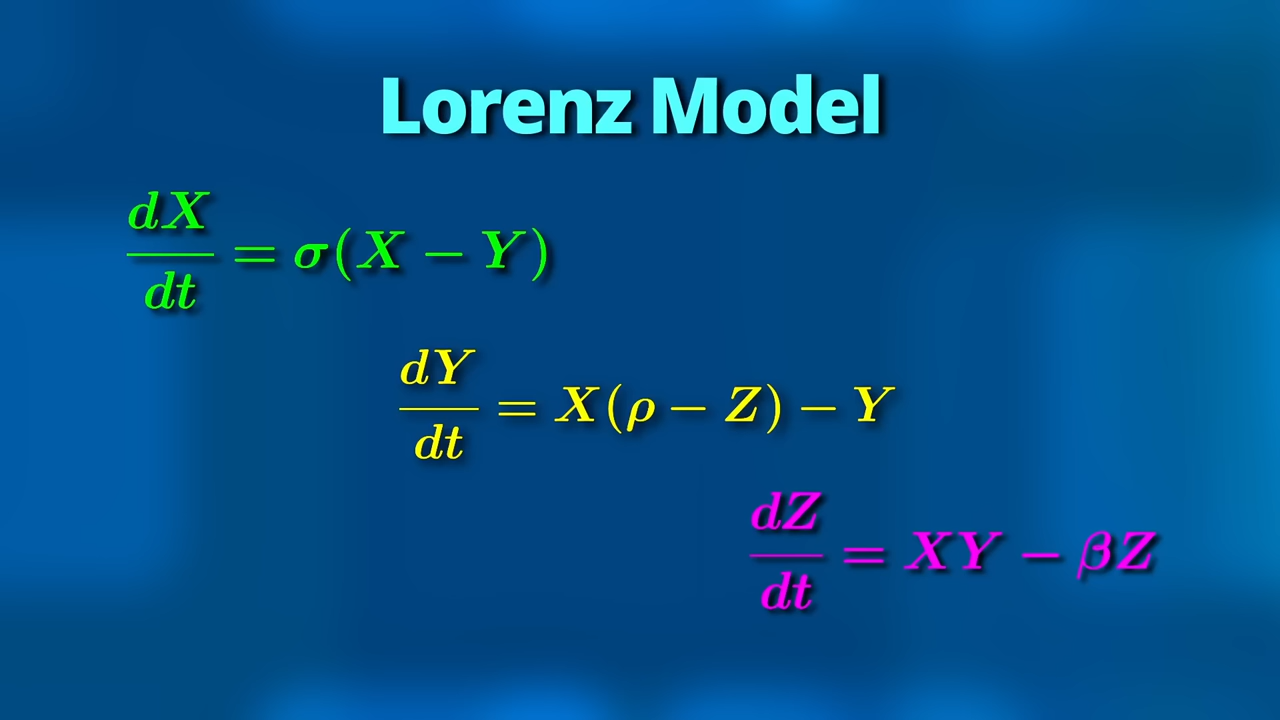 Lorenz Model
dX/dt = σ(X − Y)
dY/dt = X(ρ − Z) − Y
dZ/dt = XY − βZ